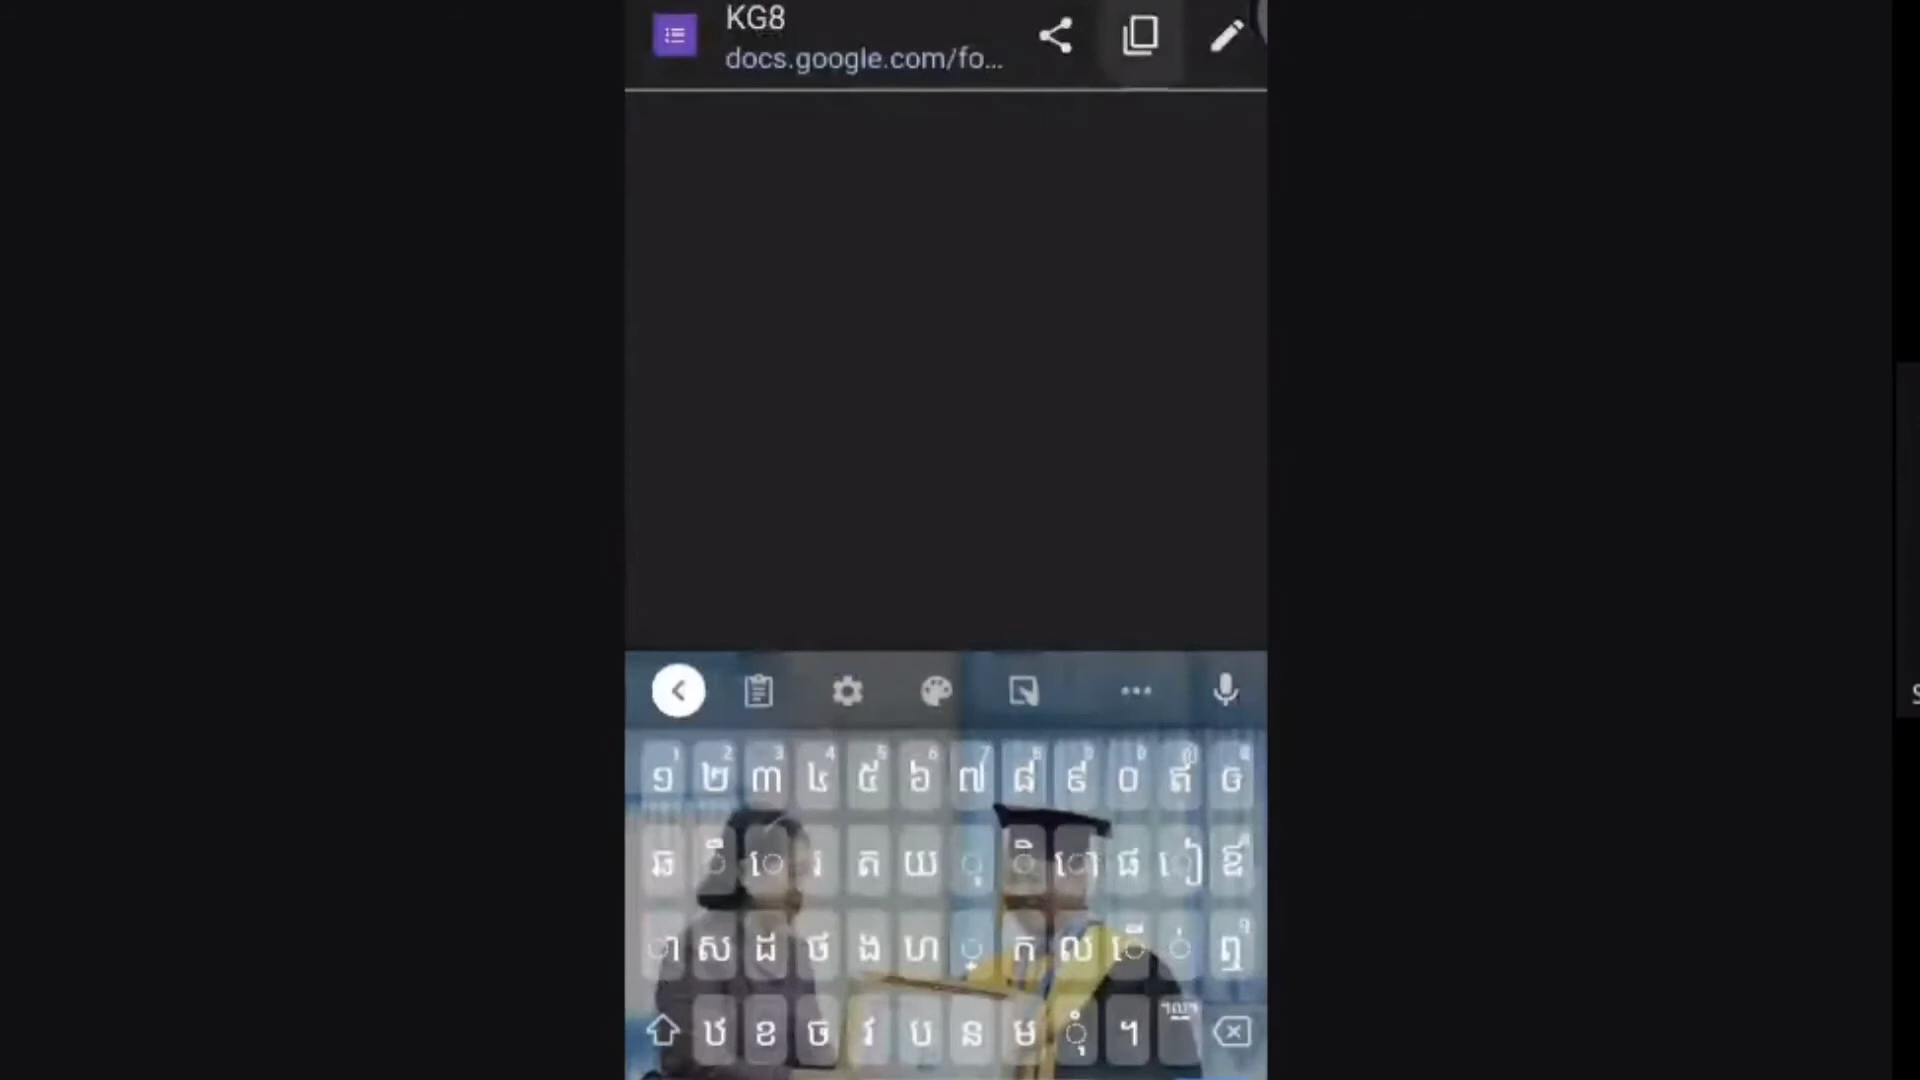 KG8
docs.google.com/fo...
១ ២ ៣ ៤ ៥ ៦ ៧ ៨ ៩ ០ ឥ ឲ
ឆ ឹ េ រ ត យ ុ ិ ោ ផ ៀ ឪ
ា ស ដ ថ ង ហ ្ ក ល ើ ់ ឮ
ឋ ខ ច វ ប ន ម ុំ ។